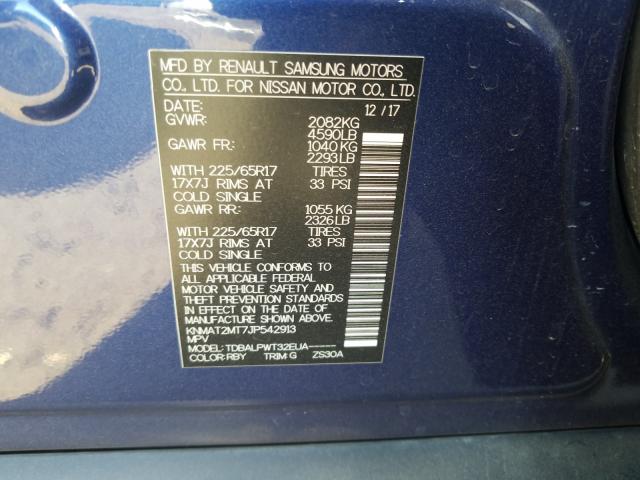 MFD BY RENAULT SAMSUNG MOTORS
CO., LTD. FOR NISSAN MOTOR CO., LTD.
DATE: 12/17
GVWR: 2082KG
4590LB
GAWR FR: 1040KG
2293LB
WITH 225/65R17 TIRES
17X7J RIMS AT 33 PSI
COLD SINGLE
GAWR RR: 1055KG
2326LB
WITH 225/65R17 TIRES
17X7J RIMS AT 33 PSI
COLD SINGLE
THIS VEHICLE CONFORMS TO
ALL APPLICABLE FEDERAL
MOTOR VEHICLE SAFETY AND
THEFT PREVENTION STANDARDS
IN EFFECT ON THE DATE OF
MANUFACTURE SHOWN ABOVE.
KNMAT2MT7JP542913
MPV
MODEL: TDBALPWT32EUA-----
COLOR:RBY TRIM:G ZS30A